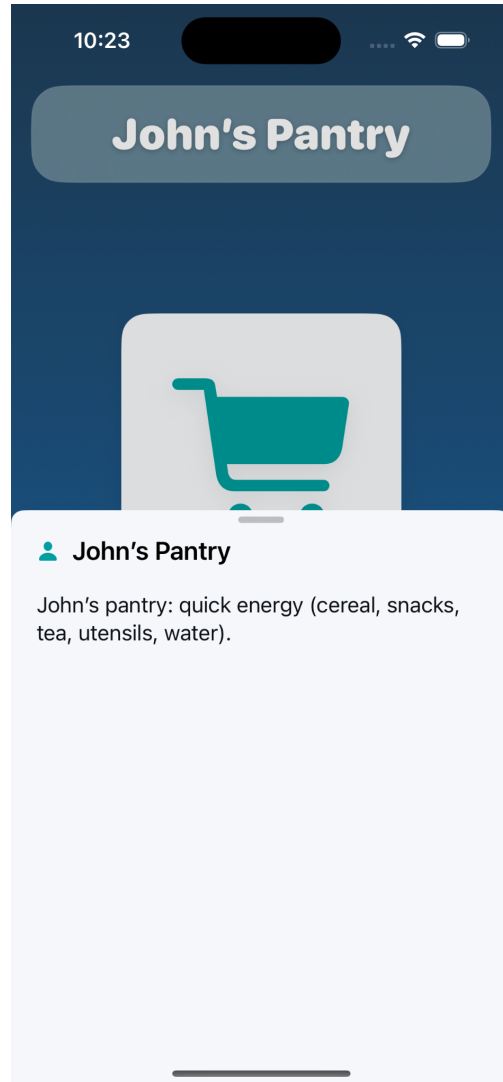 10:23
John's Pantry
John's Pantry
John's pantry: quick energy (cereal, snacks,
tea, utensils, water).